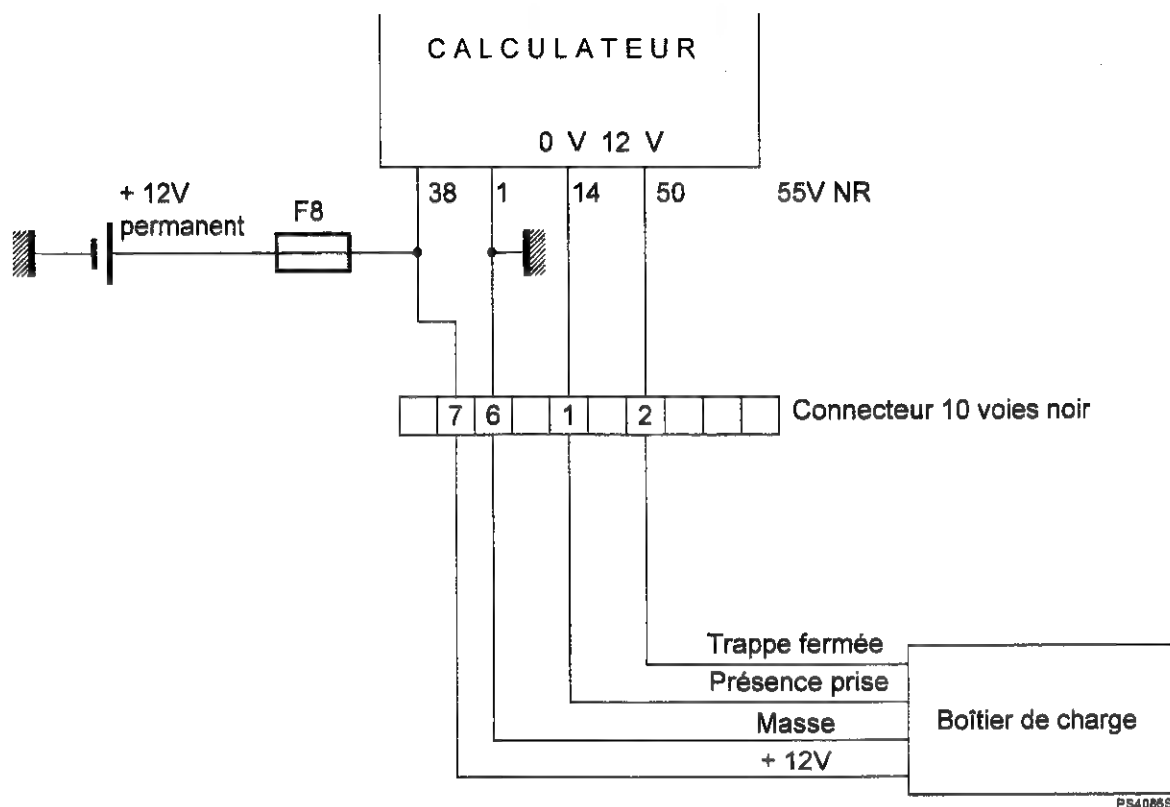 CALCULATEUR
0 V 12 V
38 1 14 50 55V NR
+ 12V
permanent
F8
7 6 1 2 Connecteur 10 voies noir
Trappe fermée
Présence prise
Masse
+ 12V
Boîtier de charge